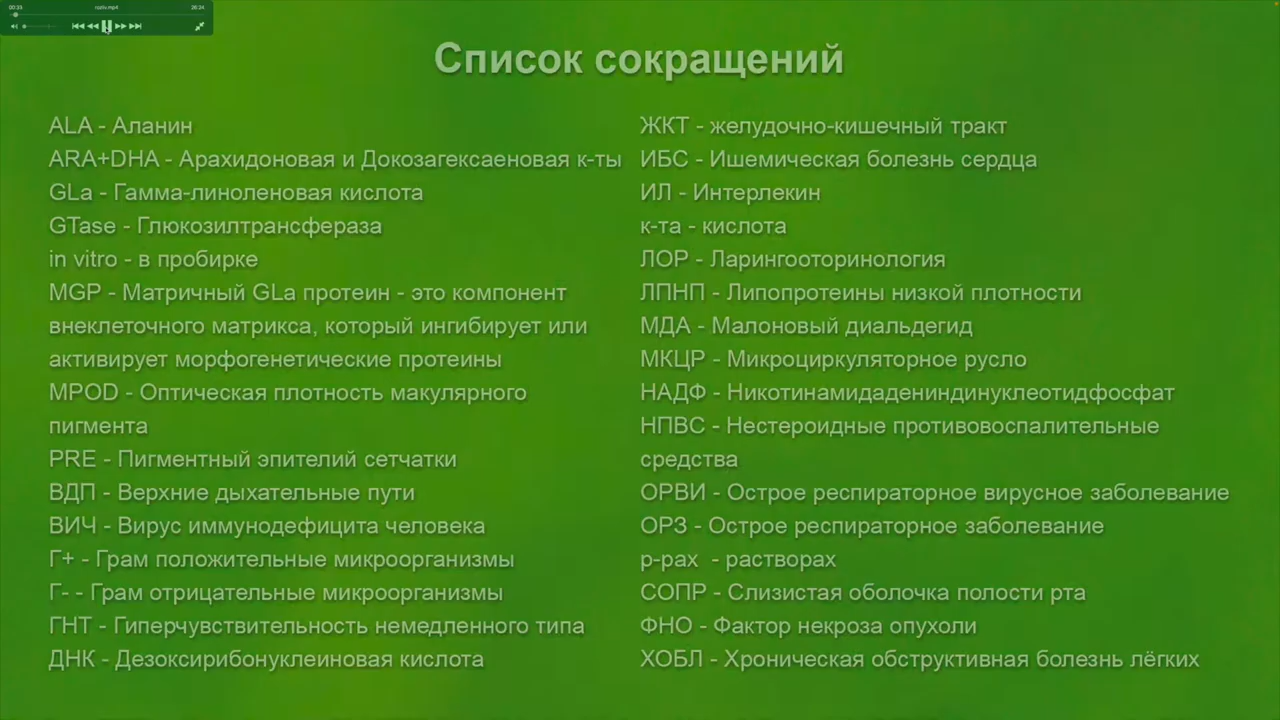 00:33
rozliv.mp4
26:24
Список сокращений
ALA - Аланин
ARA+DHA - Арахидоновая и Докозагексаеновая к-ты
GLa - Гамма-линоленовая кислота
GTase - Глюкозилтрансфераза
in vitro - в пробирке
MGP - Матричный GLa протеин - это компонент
внеклеточного матрикса, который ингибирует или
активирует морфогенетические протеины
MPOD - Оптическая плотность макулярного
пигмента
PRE - Пигментный эпителий сетчатки
ВДП - Верхние дыхательные пути
ВИЧ - Вирус иммунодефицита человека
Г+ - Грам положительные микроорганизмы
Г- - Грам отрицательные микроорганизмы
ГНТ - Гиперчувствительность немедленного типа
ДНК - Дезоксирибонуклеиновая кислота
ЖКТ - желудочно-кишечный тракт
ИБС - Ишемическая болезнь сердца
ИЛ - Интерлекин
к-та - кислота
ЛОР - Ларингооторинология
ЛПНП - Липопротеины низкой плотности
МДА - Малоновый диальдегид
МКЦР - Микроциркуляторное русло
НАДФ - Никотинамидадениндинуклеотидфосфат
НПВС - Нестероидные противовоспалительные
средства
ОРВИ - Острое респираторное вирусное заболевание
ОРЗ - Острое респираторное заболевание
р-рах - растворах
СОПР - Слизистая оболочка полости рта
ФНО - Фактор некроза опухоли
ХОБЛ - Хроническая обструктивная болезнь лёгких